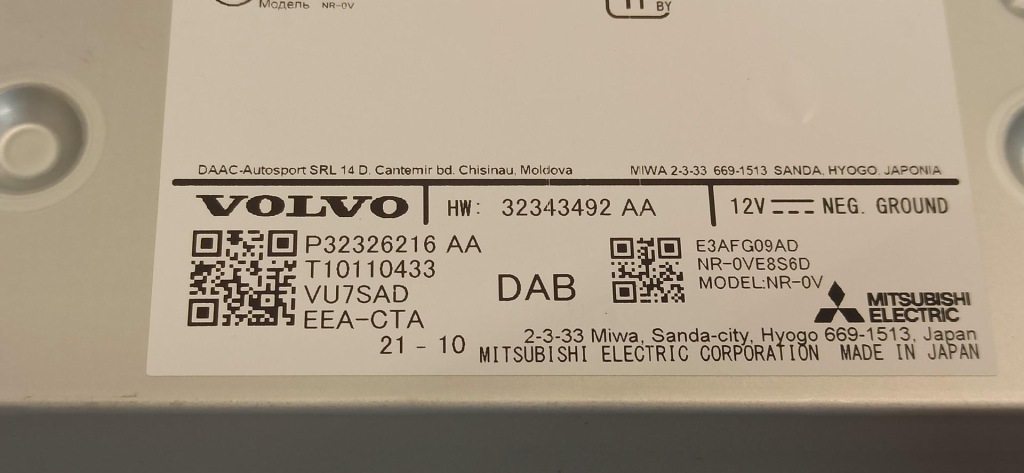 Модель NR-0V
BY
DAAC-Autosport SRL 14 D. Cantemir bd. Chisinau, Moldova
MIWA 2-3-33 669-1513 SANDA, HYOGO, JAPONIA
VOLVO
HW: 32343492 AA
12V NEG. GROUND
P32326216 AA
T10110433
VU7SAD
EEA-CTA
21 - 10
DAB
E3AFG09AD
NR-0VE8S6D
MODEL:NR-0V
MITSUBISHI
ELECTRIC
2-3-33 Miwa, Sanda-city, Hyogo 669-1513, Japan
MITSUBISHI ELECTRIC CORPORATION MADE IN JAPAN